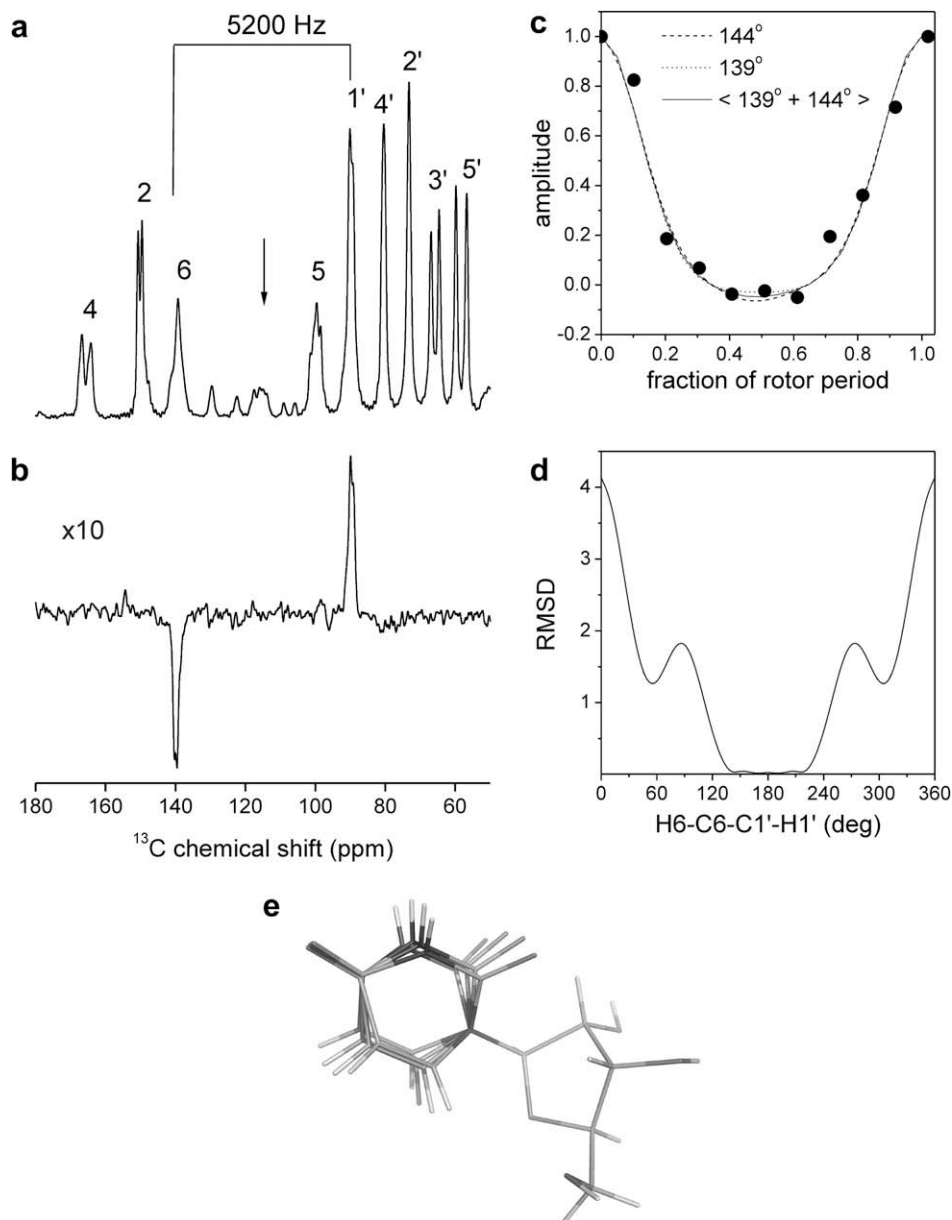 a
5200 Hz
4
2
6
5
1'
4'
2'
3'
5'
b
x10
180 160 140 120 100 80 60
¹³C chemical shift (ppm)
c
1.0
0.8
0.6
0.4
0.2
0.0
-0.2
amplitude
144°
139°
< 139° + 144° >
0.0 0.2 0.4 0.6 0.8 1.0
fraction of rotor period
d
4
3
2
1
RMSD
0 60 120 180 240 300 360
H6-C6-C1'-H1' (deg)
e